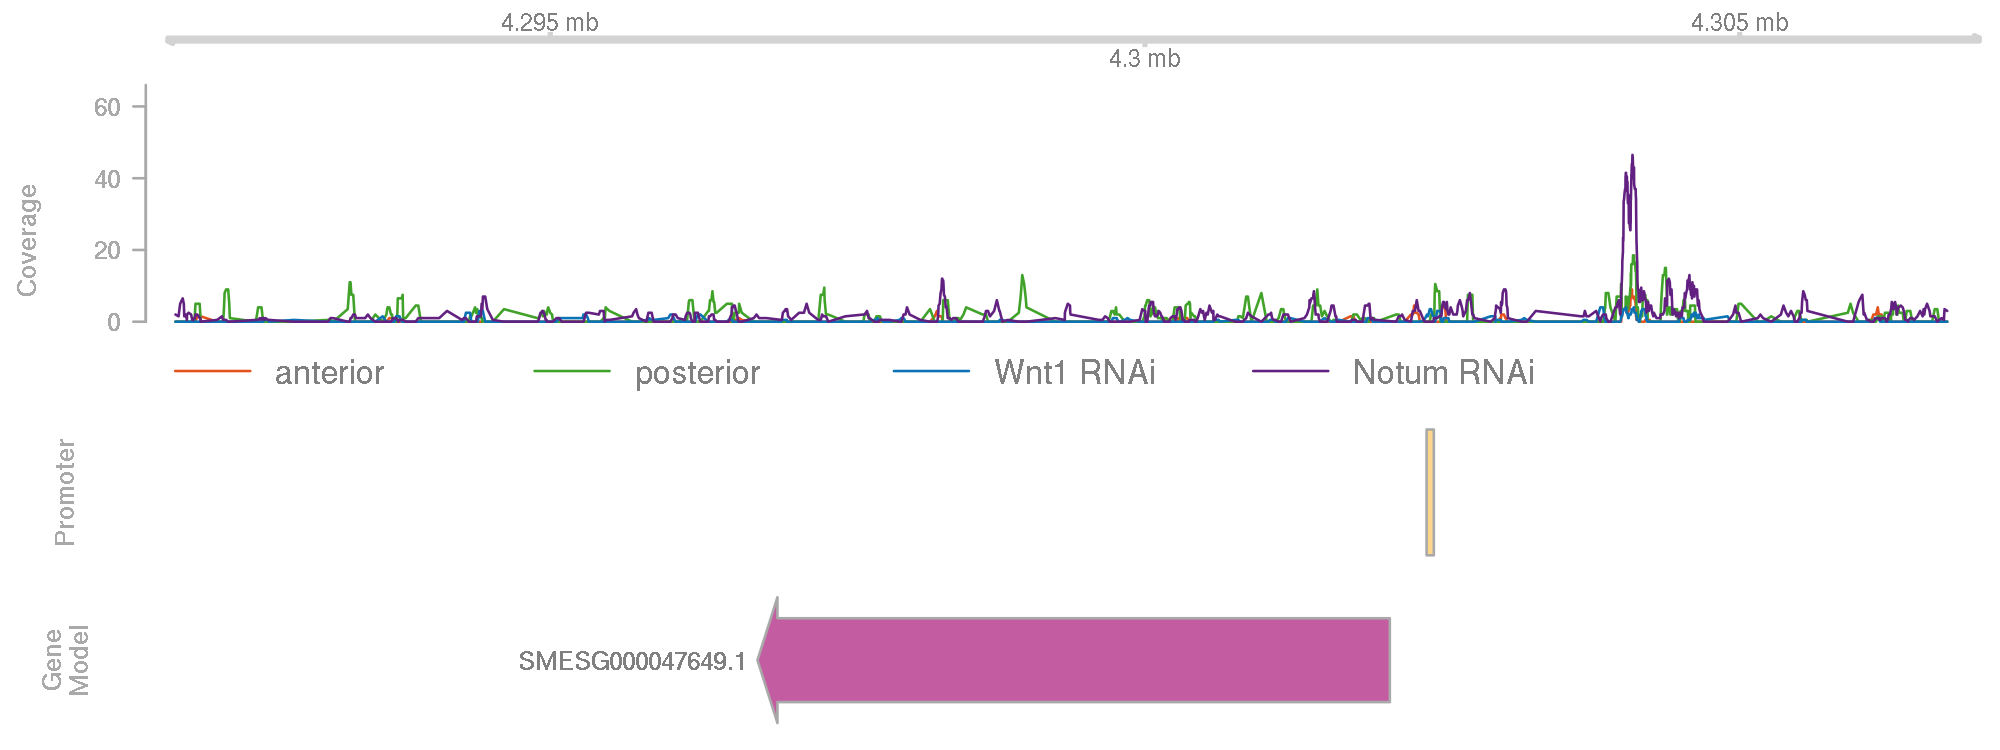 4.295 mb
4.305 mb
4.3 mb
60
40
20
0
Coverage
anterior
posterior
Wnt1 RNAi
Notum RNAi
Promoter
Gene
Model
SMESG000047649.1